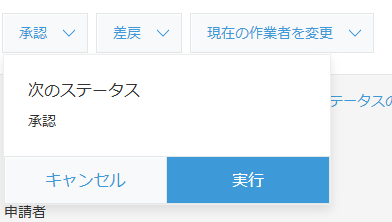 承認 差戻 現在の作業者を変更
次のステータス
テータスの
承認
キャンセル 実行
申請者